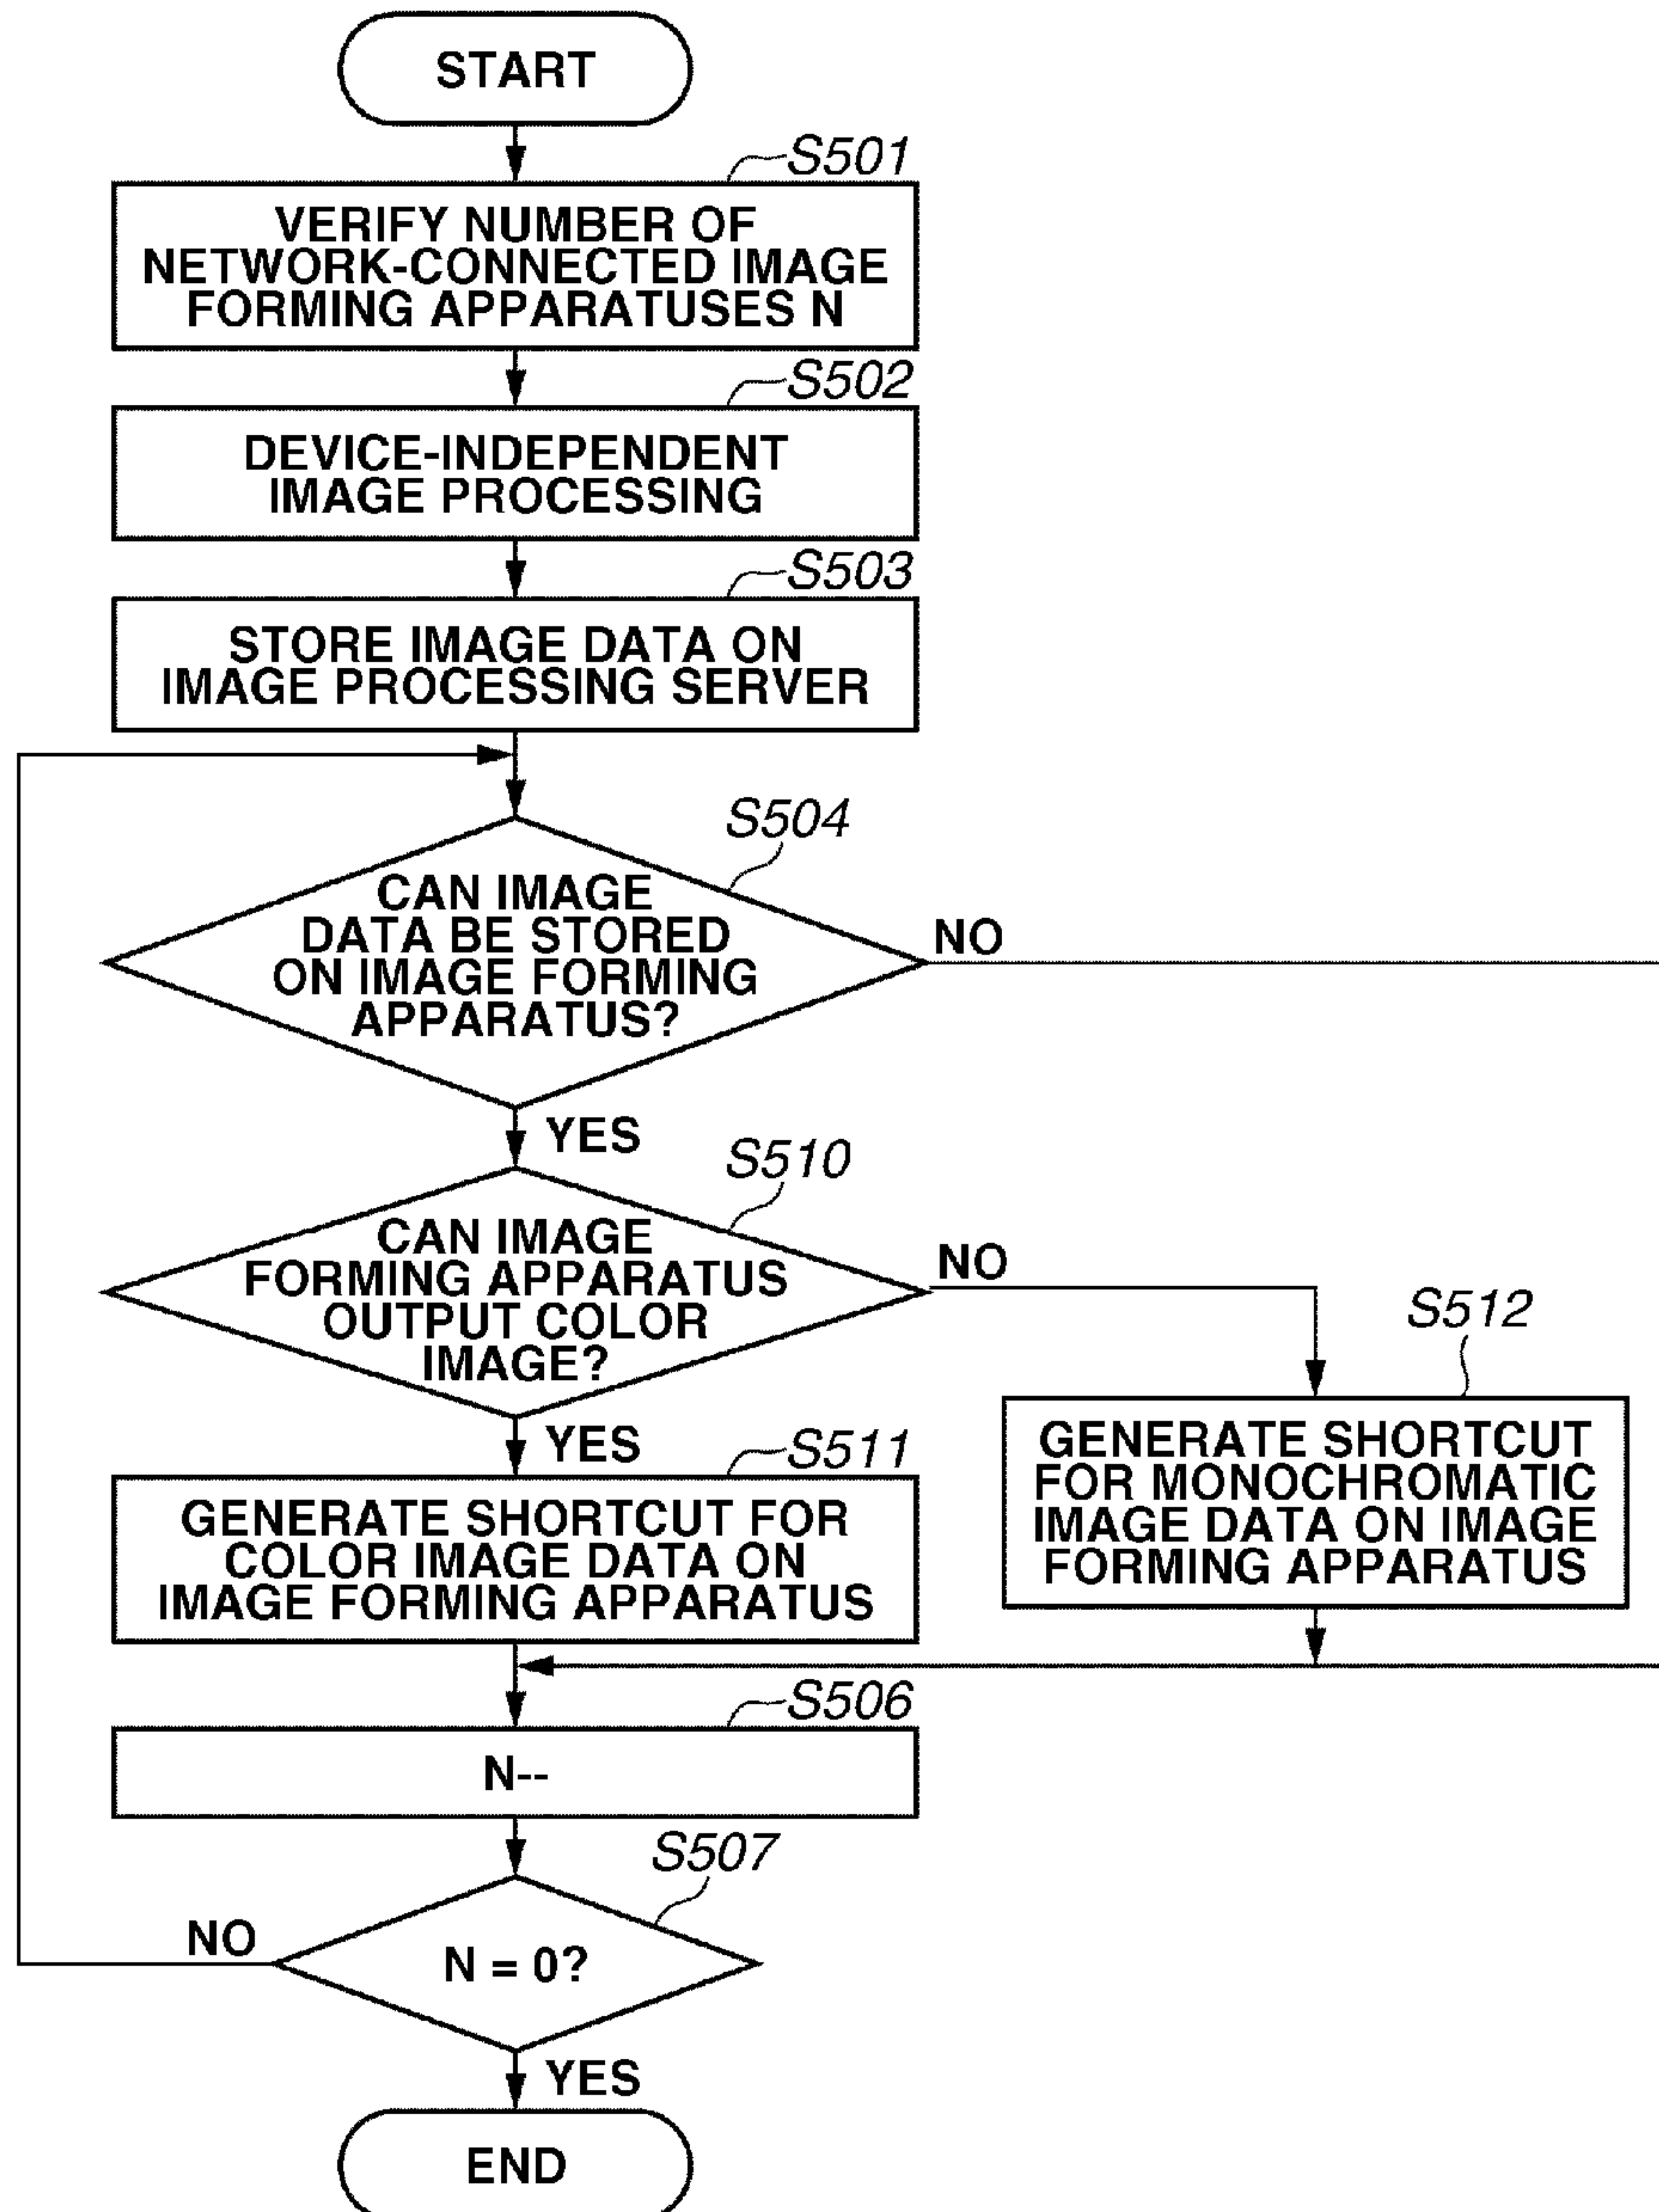 START
S501
VERIFY NUMBER OF
NETWORK-CONNECTED IMAGE
FORMING APPARATUSES N
S502
DEVICE-INDEPENDENT
IMAGE PROCESSING
S503
STORE IMAGE DATA ON
IMAGE PROCESSING SERVER
S504
CAN IMAGE
DATA BE STORED
ON IMAGE FORMING
APPARATUS?
NO
YES
S510
CAN IMAGE
FORMING APPARATUS
OUTPUT COLOR
IMAGE?
NO
S512
GENERATE SHORTCUT
FOR MONOCHROMATIC
IMAGE DATA ON IMAGE
FORMING APPARATUS
YES
S511
GENERATE SHORTCUT FOR
COLOR IMAGE DATA ON
IMAGE FORMING APPARATUS
S506
N--
S507
N = 0?
NO
YES
END